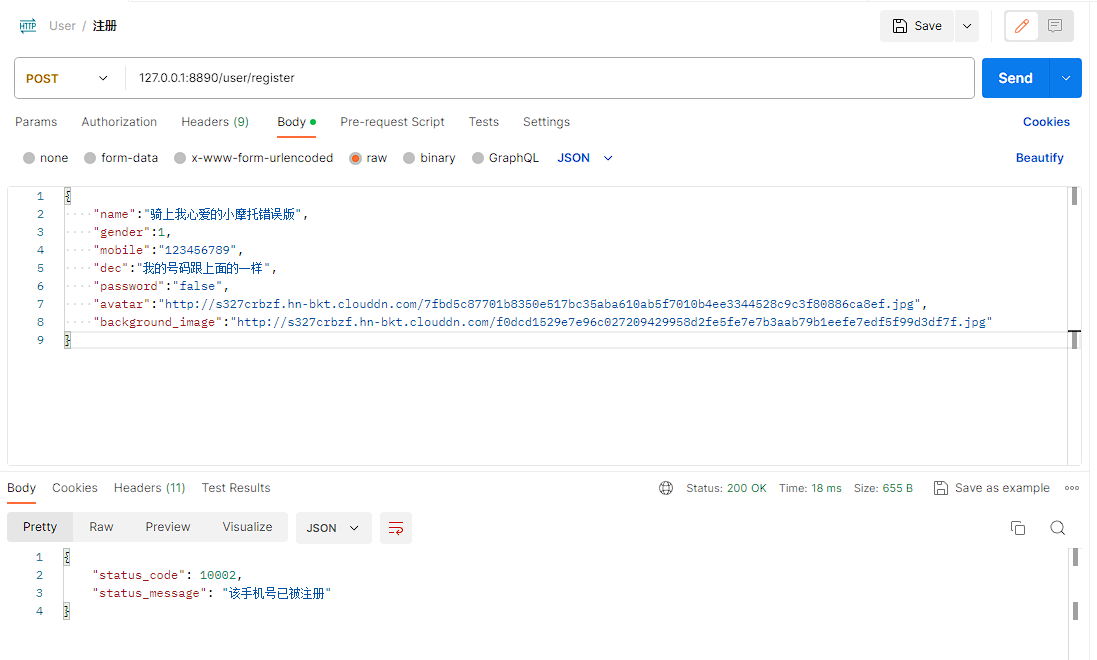 HTTP User / 注册 Save
POST 127.0.0.1:8890/user/register Send
Params Authorization Headers (9) Body Pre-request Script Tests Settings Cookies
none form-data x-www-form-urlencoded raw binary GraphQL JSON Beautify
1 {
2 "name":"骑上我心爱的小摩托错误版",
3 "gender":1,
4 "mobile":"123456789",
5 "dec":"我的号码跟上面的一样",
6 "password":"false",
7 "avatar":"http://s327crbzf.hn-bkt.clouddn.com/7fbd5c87701b8350e517bc35aba610ab5f7010b4ee3344528c9c3f80886ca8ef.jpg",
8 "background_image":"http://s327crbzf.hn-bkt.clouddn.com/f0dcd1529e7e96c027209429958d2fe5fe7e7b3aab79b1eefe7edf5f99d3df7f.jpg"
9 }
Body Cookies Headers (11) Test Results Status: 200 OK Time: 18 ms Size: 655 B Save as example
Pretty Raw Preview Visualize JSON
1 {
2 "status_code": 10002,
3 "status_message": "该手机号已被注册"
4 }